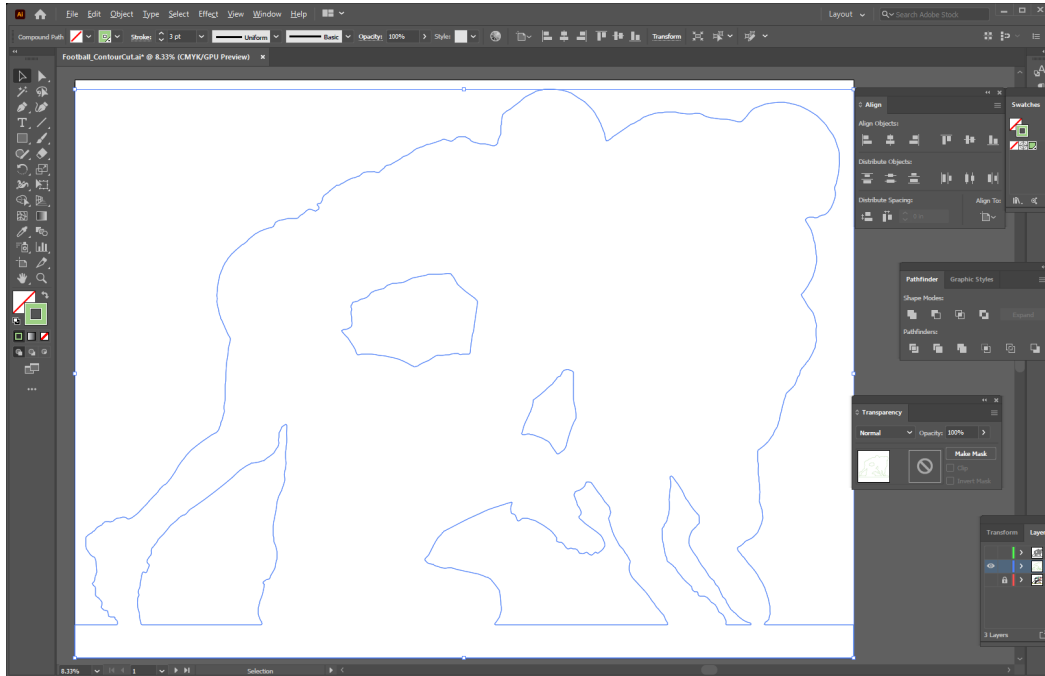 Ai File Edit Object Type Select Effect View Window Help Layout Search Adobe Stock
Compound Path Stroke: 3 pt Uniform Basic Opacity: 100% Style: Transform
Football_ContourCut.ai* @ 8.33% (CMYK/GPU Preview) ×
Align
Align Objects:
Distribute Objects:
Distribute Spacing: Align To:
Swatches
Pathfinder Graphic Styles
Shape Modes:
Expand
Pathfinders:
Transparency
Normal Opacity: 100%
Make Mask
Clip
Invert Mask
Transform
3 Layers
8.33% 1 Selection